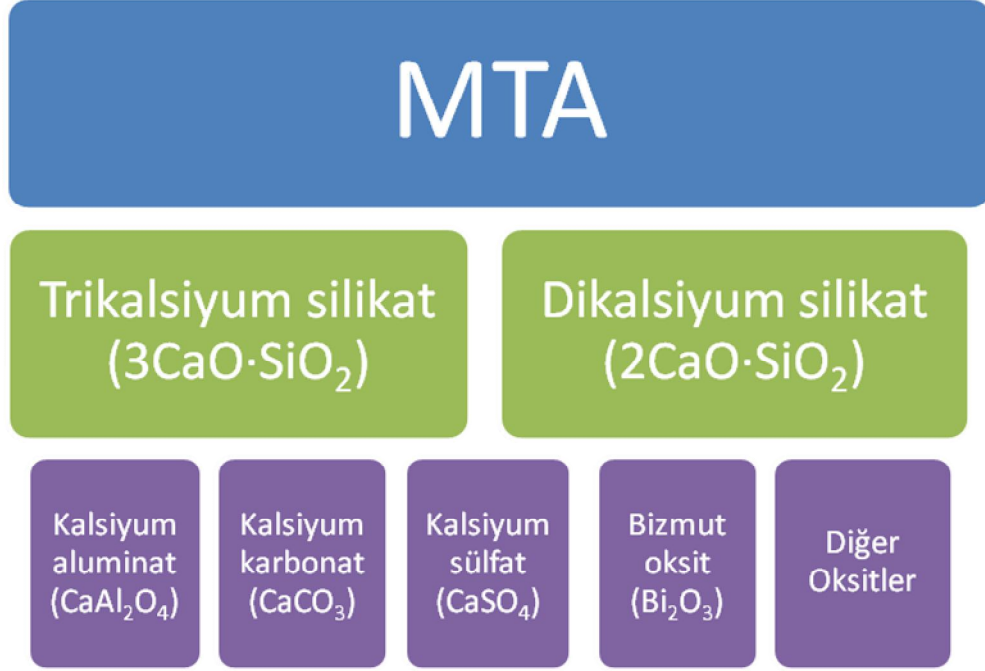 MTA
Trikalsiyum silikat
(3CaO·SiO₂)
Dikalsiyum silikat
(2CaO·SiO₂)
Kalsiyum
aluminat
(CaAl₂O₄)
Kalsiyum
karbonat
(CaCO₃)
Kalsiyum
sülfat
(CaSO₄)
Bizmut
oksit
(Bi₂O₃)
Diğer
Oksitler